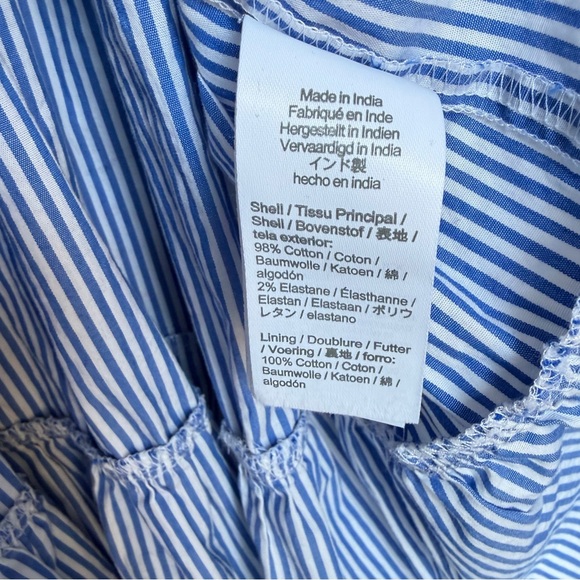 Made in India
Fabriqué en Inde
Hergestellt in Indien
Vervaardigd in India
インド製
hecho en india
Shell / Tissu Principal /
Shell / Bovenstof / 表地 /
tela exterior:
98% Cotton / Coton /
Baumwolle / Katoen / 綿 /
algodón
2% Elastane / Élasthanne /
Elastan / Elastaan / ポリウ
レタン / elastano
Lining / Doublure / Futter
/ Voering / 裏地 / forro:
100% Cotton / Coton /
Baumwolle / Katoen / 綿 /
algodón